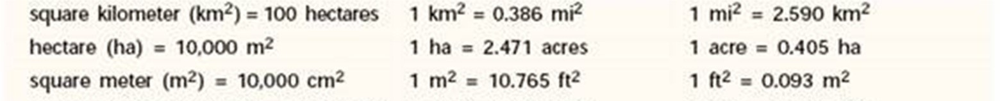 square kilometer (km²) = 100 hectares 1 km² = 0.386 mi² 1 mi² = 2.590 km²
hectare (ha) = 10,000 m² 1 ha = 2.471 acres 1 acre = 0.405 ha
square meter (m²) = 10,000 cm² 1 m² = 10.765 ft² 1 ft² = 0.093 m²